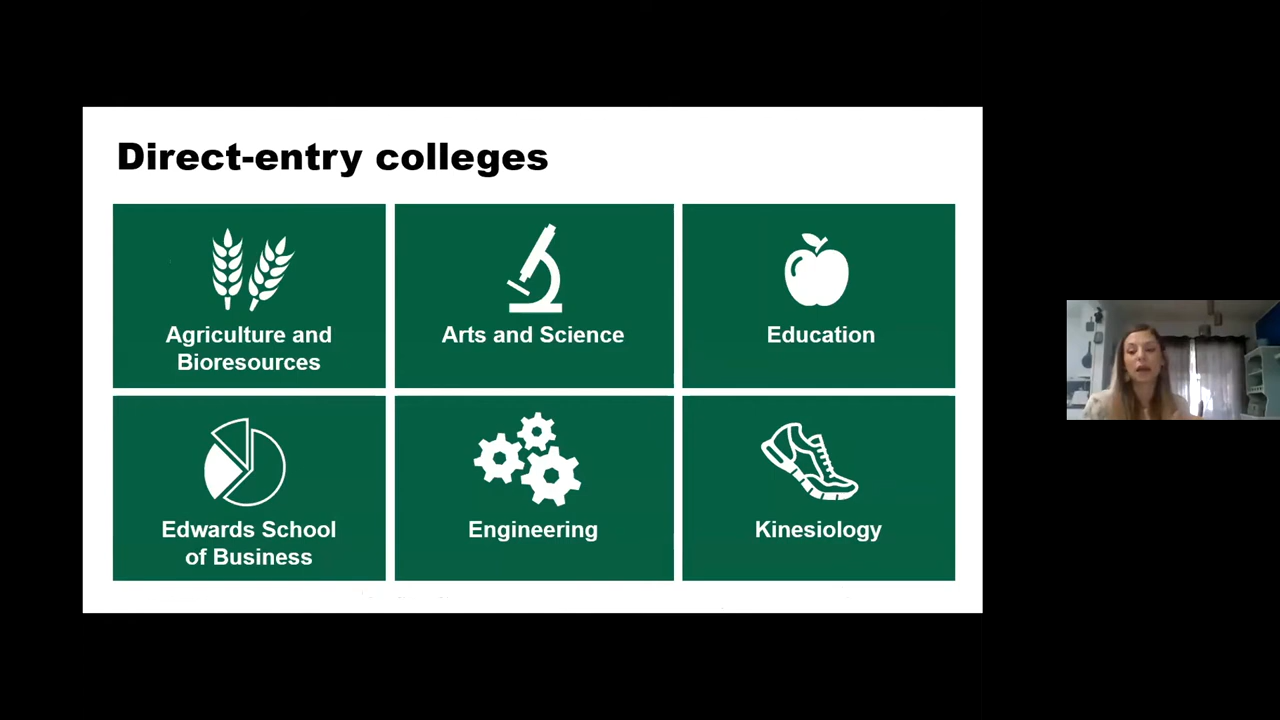 Direct-entry colleges
Agriculture and
Bioresources
Arts and Science
Education
Edwards School
of Business
Engineering
Kinesiology